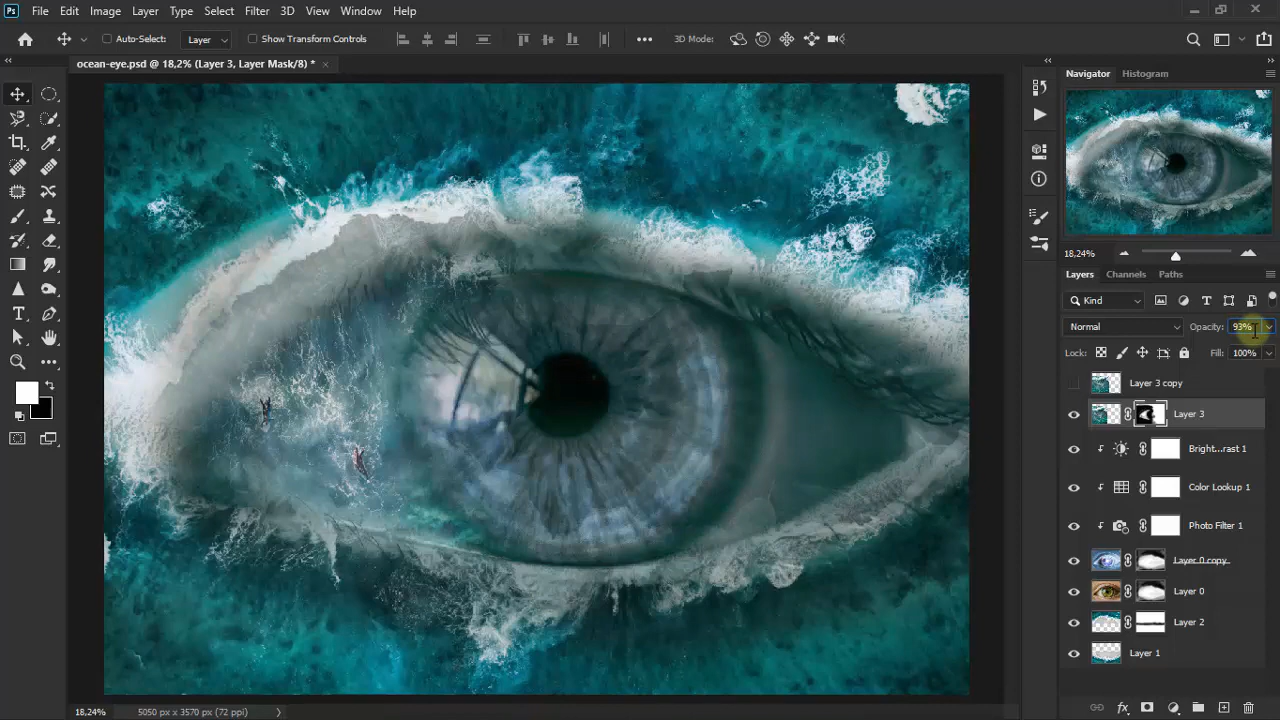 Ps File Edit Image Layer Type Select Filter 3D View Window Help
Auto-Select: Layer Show Transform Controls 3D Mode:
ocean-eye.psd @ 18,2% (Layer 3, Layer Mask/8) *
Navigator Histogram
18,24%
Layers Channels Paths
Kind
Normal Opacity: 93%
Lock: Fill: 100%
Layer 3 copy
Layer 3
Bright...rast 1
Color Lookup 1
Photo Filter 1
Layer 0 copy
Layer 0
Layer 2
Layer 1
18,24% 5050 px x 3570 px (72 ppi)